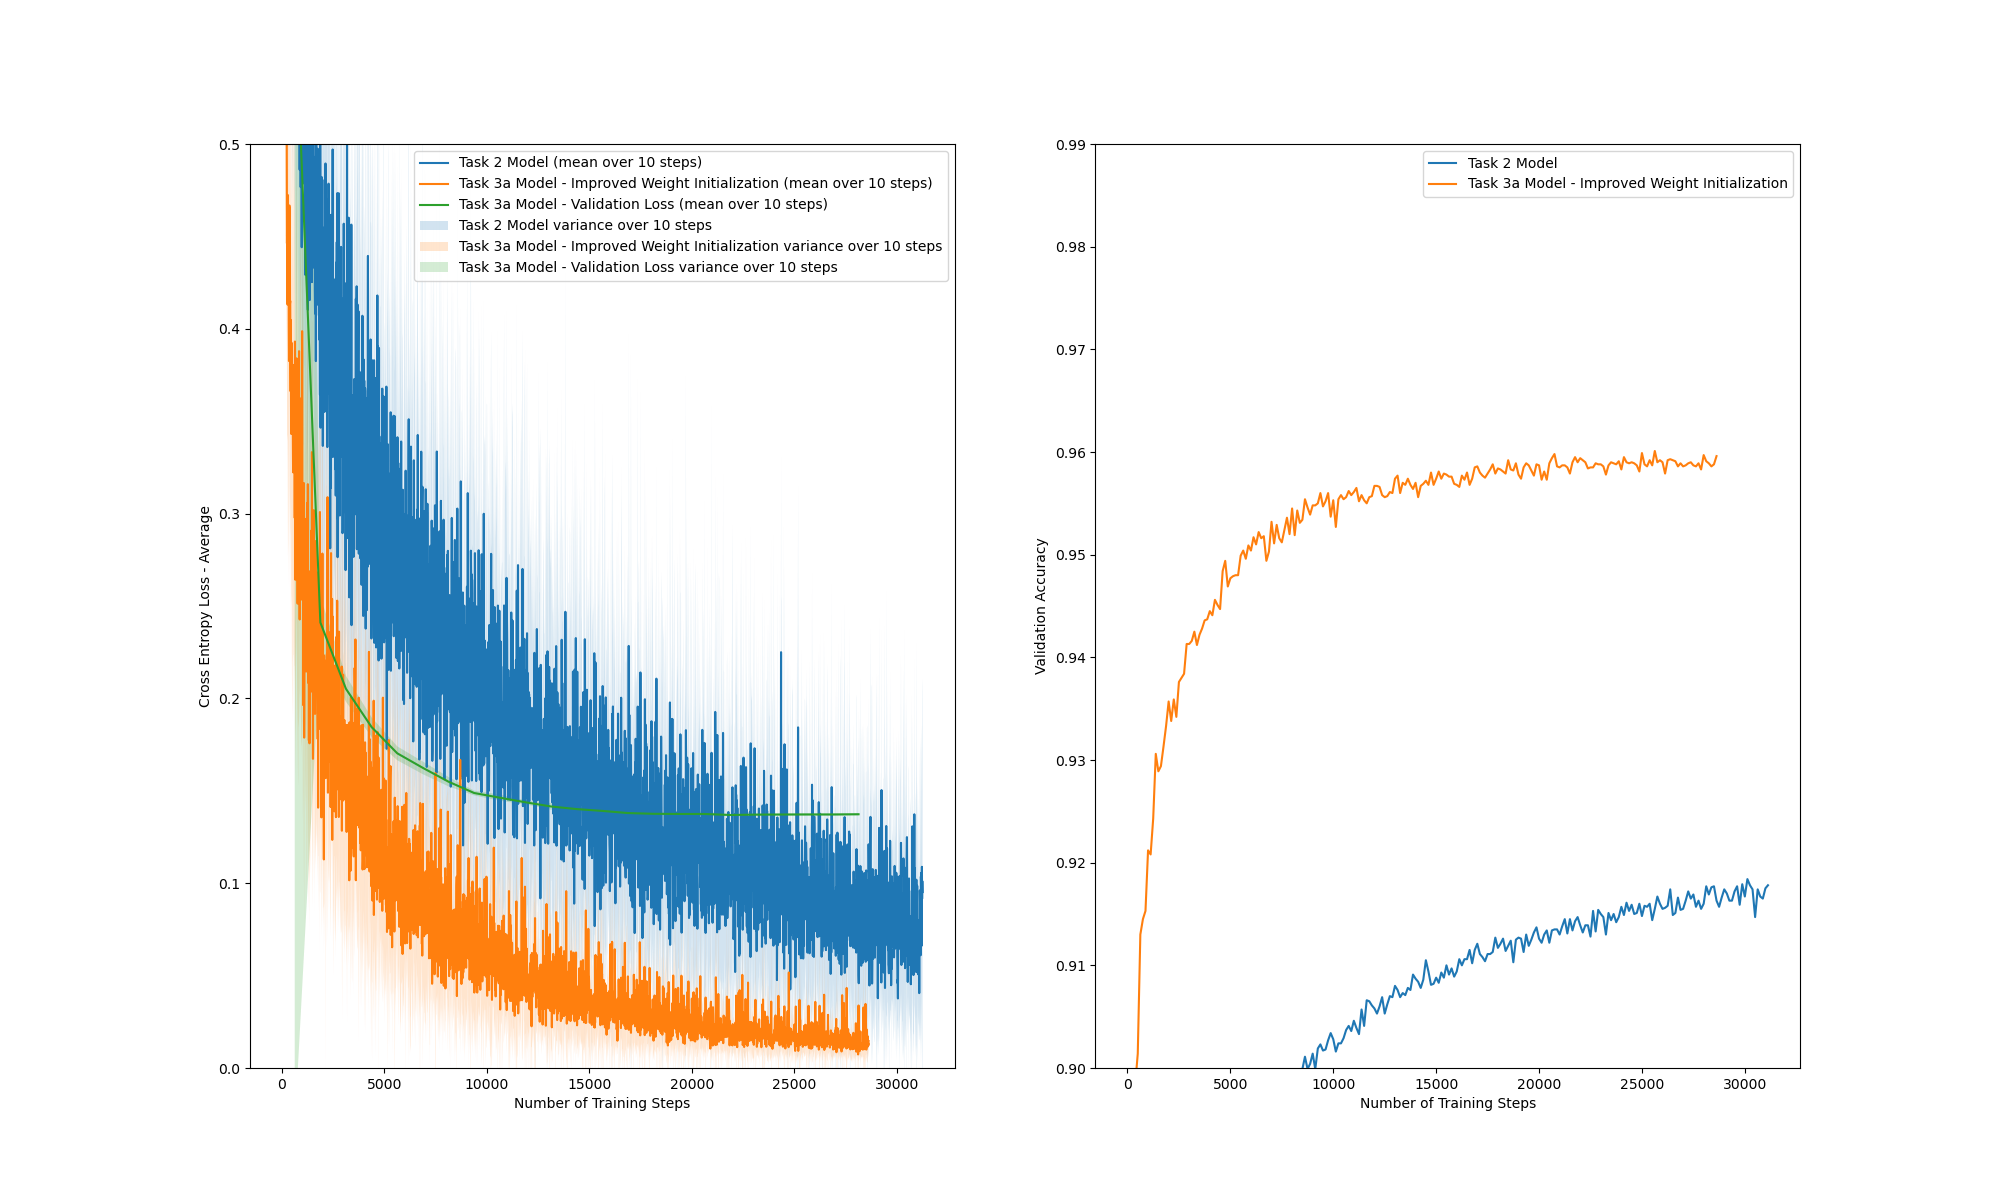 0.5
0.4
0.3
0.2
0.1
0.0
Cross Entropy Loss - Average
Task 2 Model (mean over 10 steps)
Task 3a Model - Improved Weight Initialization (mean over 10 steps)
Task 3a Model - Validation Loss (mean over 10 steps)
Task 2 Model variance over 10 steps
Task 3a Model - Improved Weight Initialization variance over 10 steps
Task 3a Model - Validation Loss variance over 10 steps
0 5000 10000 15000 20000 25000 30000
Number of Training Steps
0.99
0.98
0.97
0.96
0.95
0.94
0.93
0.92
0.91
0.90
Validation Accuracy
Task 2 Model
Task 3a Model - Improved Weight Initialization
0 5000 10000 15000 20000 25000 30000
Number of Training Steps